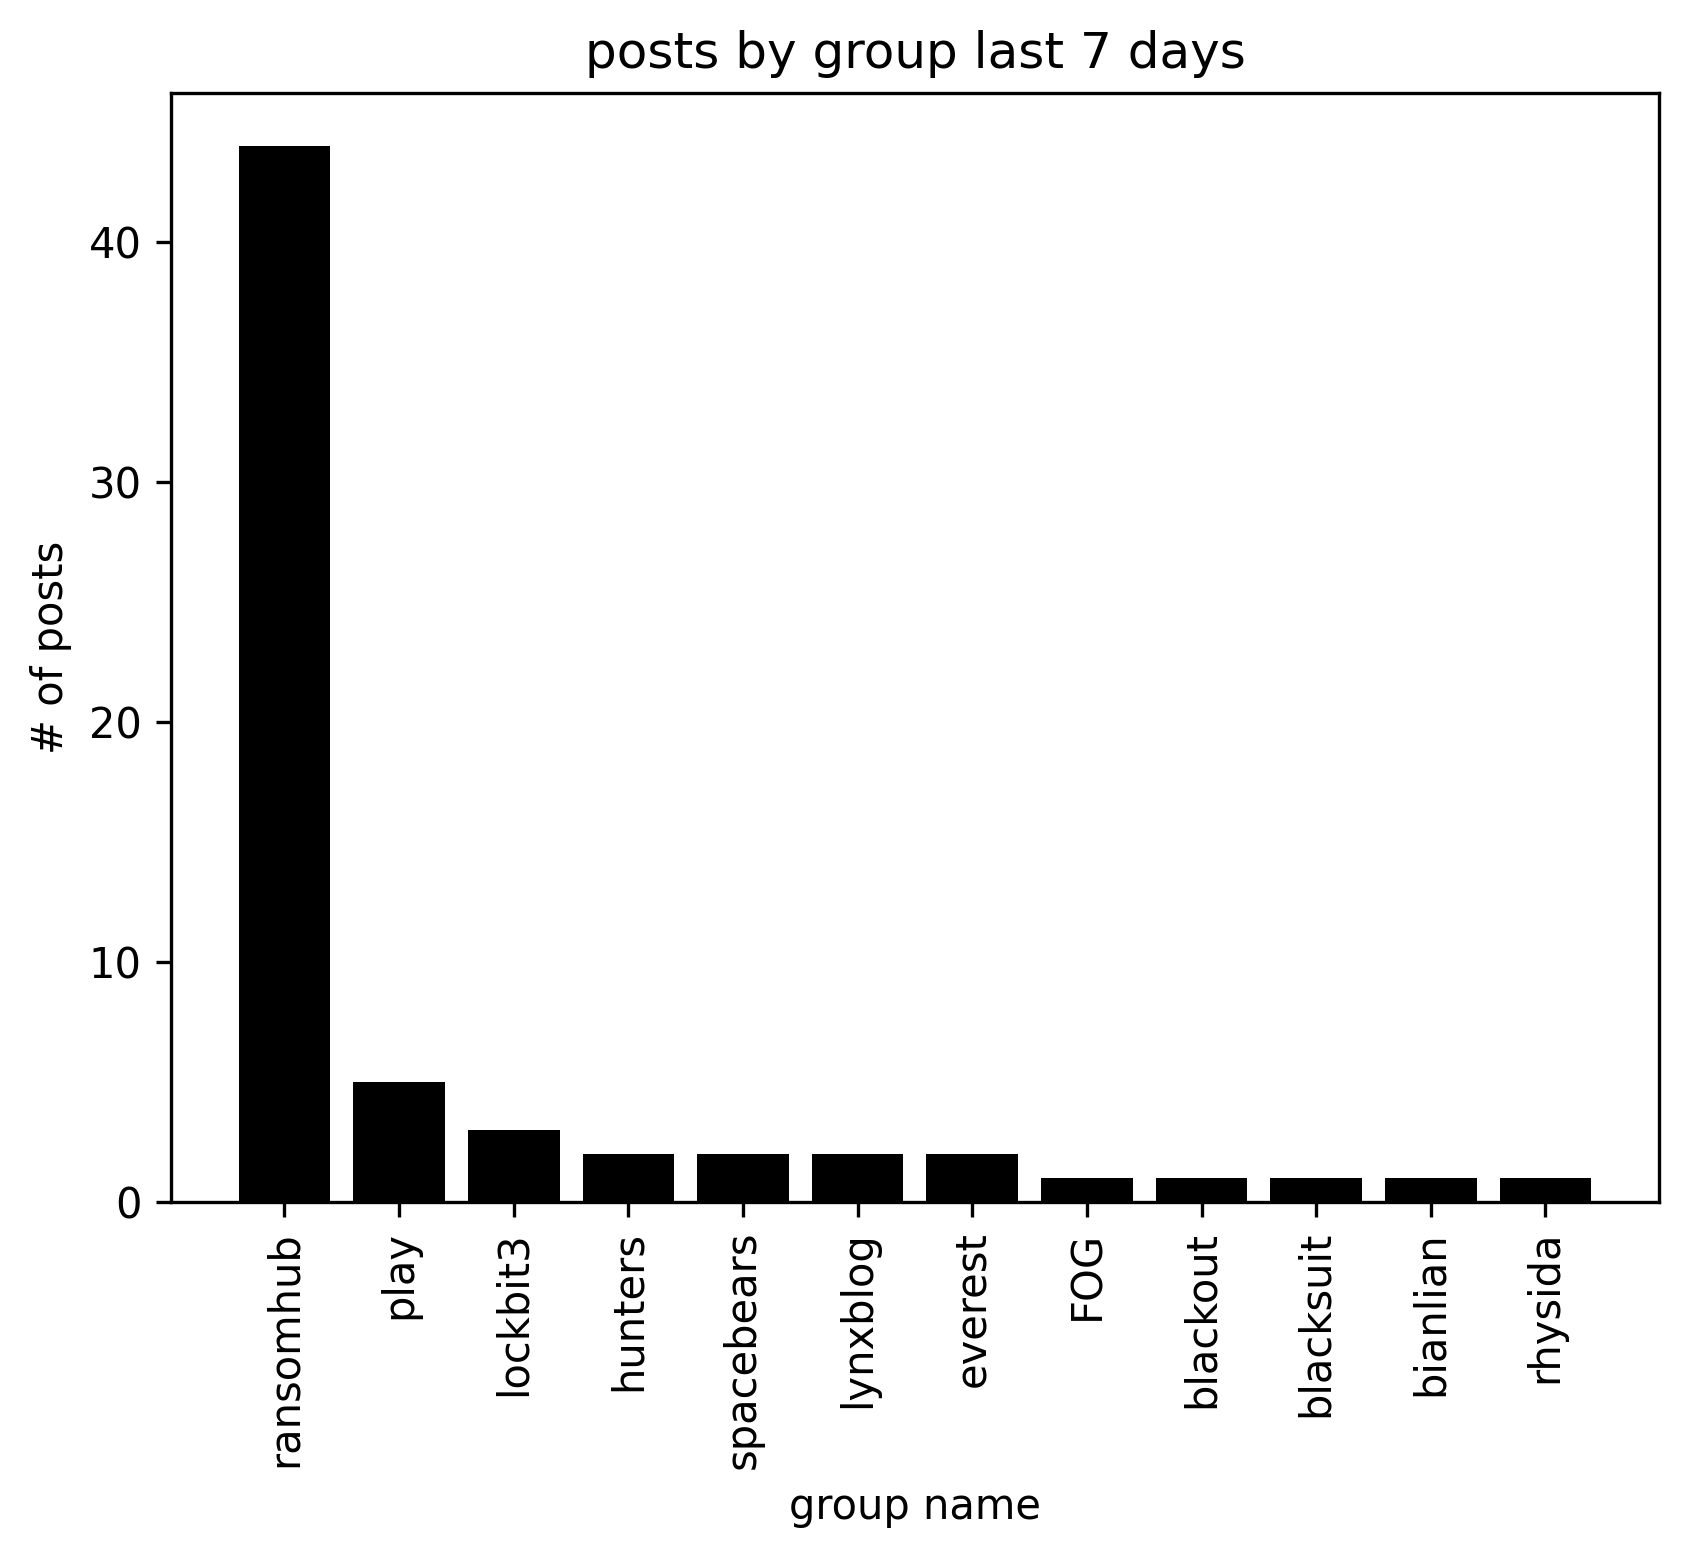 posts by group last 7 days
# of posts
40
30
20
10
0
ransomhub
play
lockbit3
hunters
spacebears
lynxblog
everest
FOG
blackout
blacksuit
bianlian
rhysida
group name